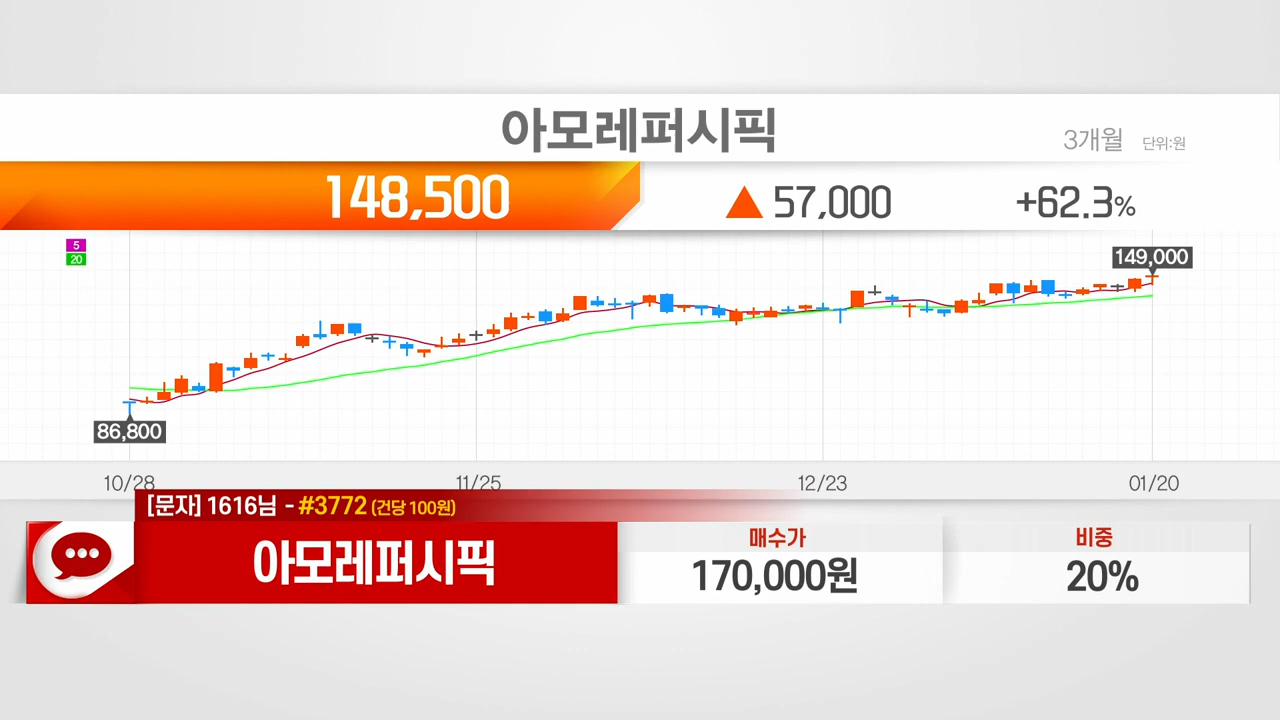 아모레퍼시픽
3개월 단위:원
148,500
▲ 57,000
+62.3%
5
20
149,000
86,800
10/28
11/25
12/23
01/20
[문자] 1616님 - #3772 (건당 100원)
아모레퍼시픽
매수가
170,000원
비중
20%